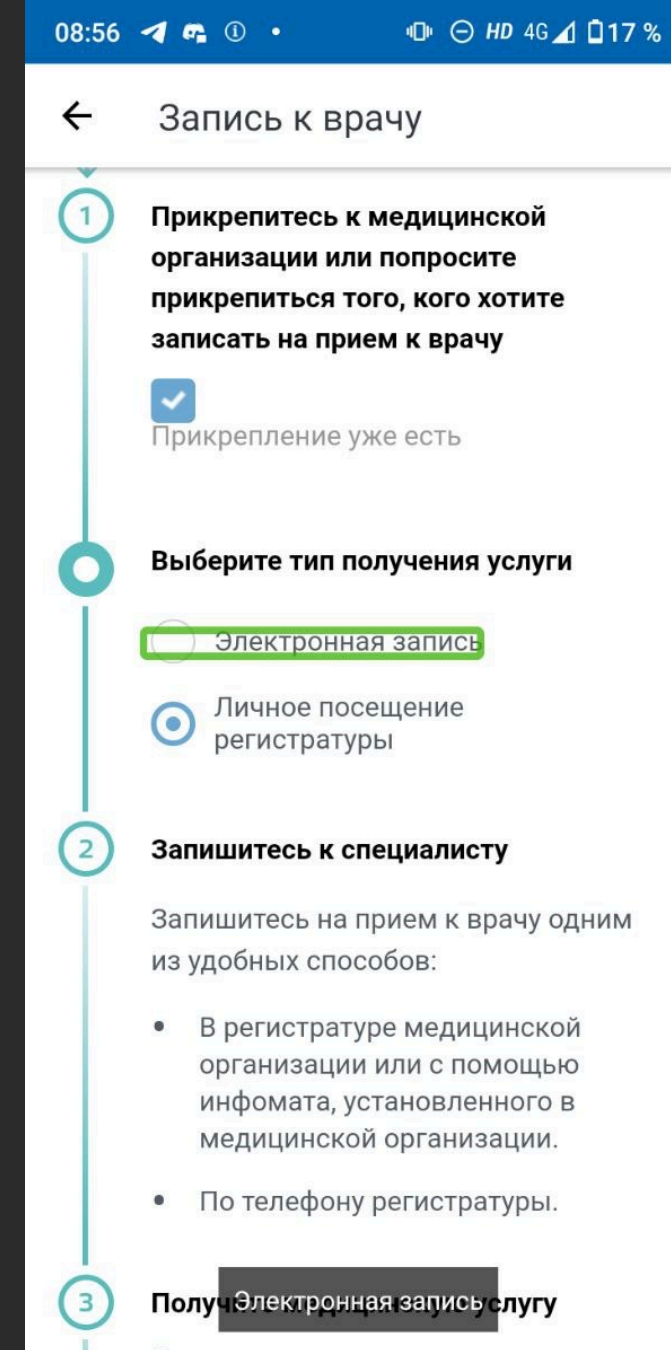 08:56
HD 4G 17 %
Запись к врачу
1
Прикрепитесь к медицинской
организации или попросите
прикрепиться того, кого хотите
записать на прием к врачу
Прикрепление уже есть
Выберите тип получения услуги
Электронная запись
Личное посещение
регистратуры
2
Запишитесь к специалисту
Запишитесь на прием к врачу одним
из удобных способов:
• В регистратуре медицинской
организации или с помощью
инфомата, установленного в
медицинской организации.
• По телефону регистратуры.
3
Получите медицинскую услугу
Электронная запись